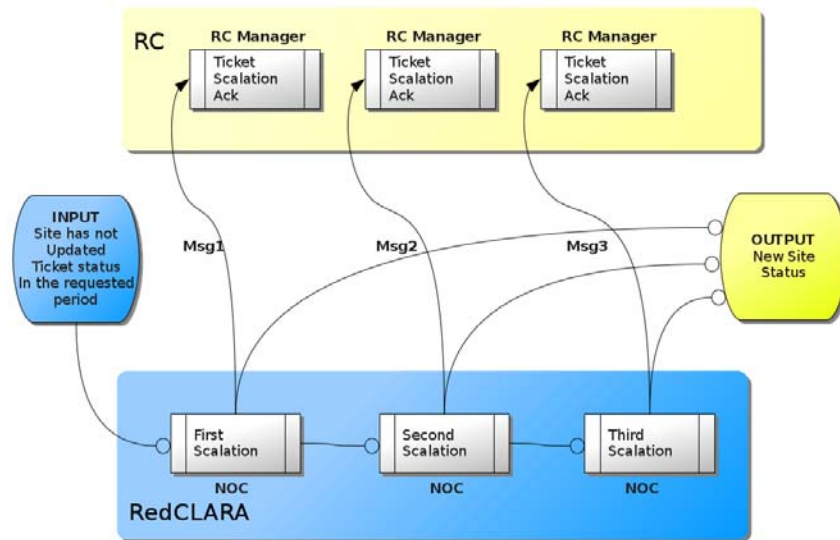 RC
RC Manager
Ticket
Scalation
Ack
RC Manager
Ticket
Scalation
Ack
RC Manager
Ticket
Scalation
Ack
INPUT
Site has not
Updated
Ticket status
In the requested
period
Msg1
Msg2
Msg3
OUTPUT
New Site
Status
First
Scalation
NOC
Second
Scalation
NOC
Third
Scalation
NOC
RedCLARA